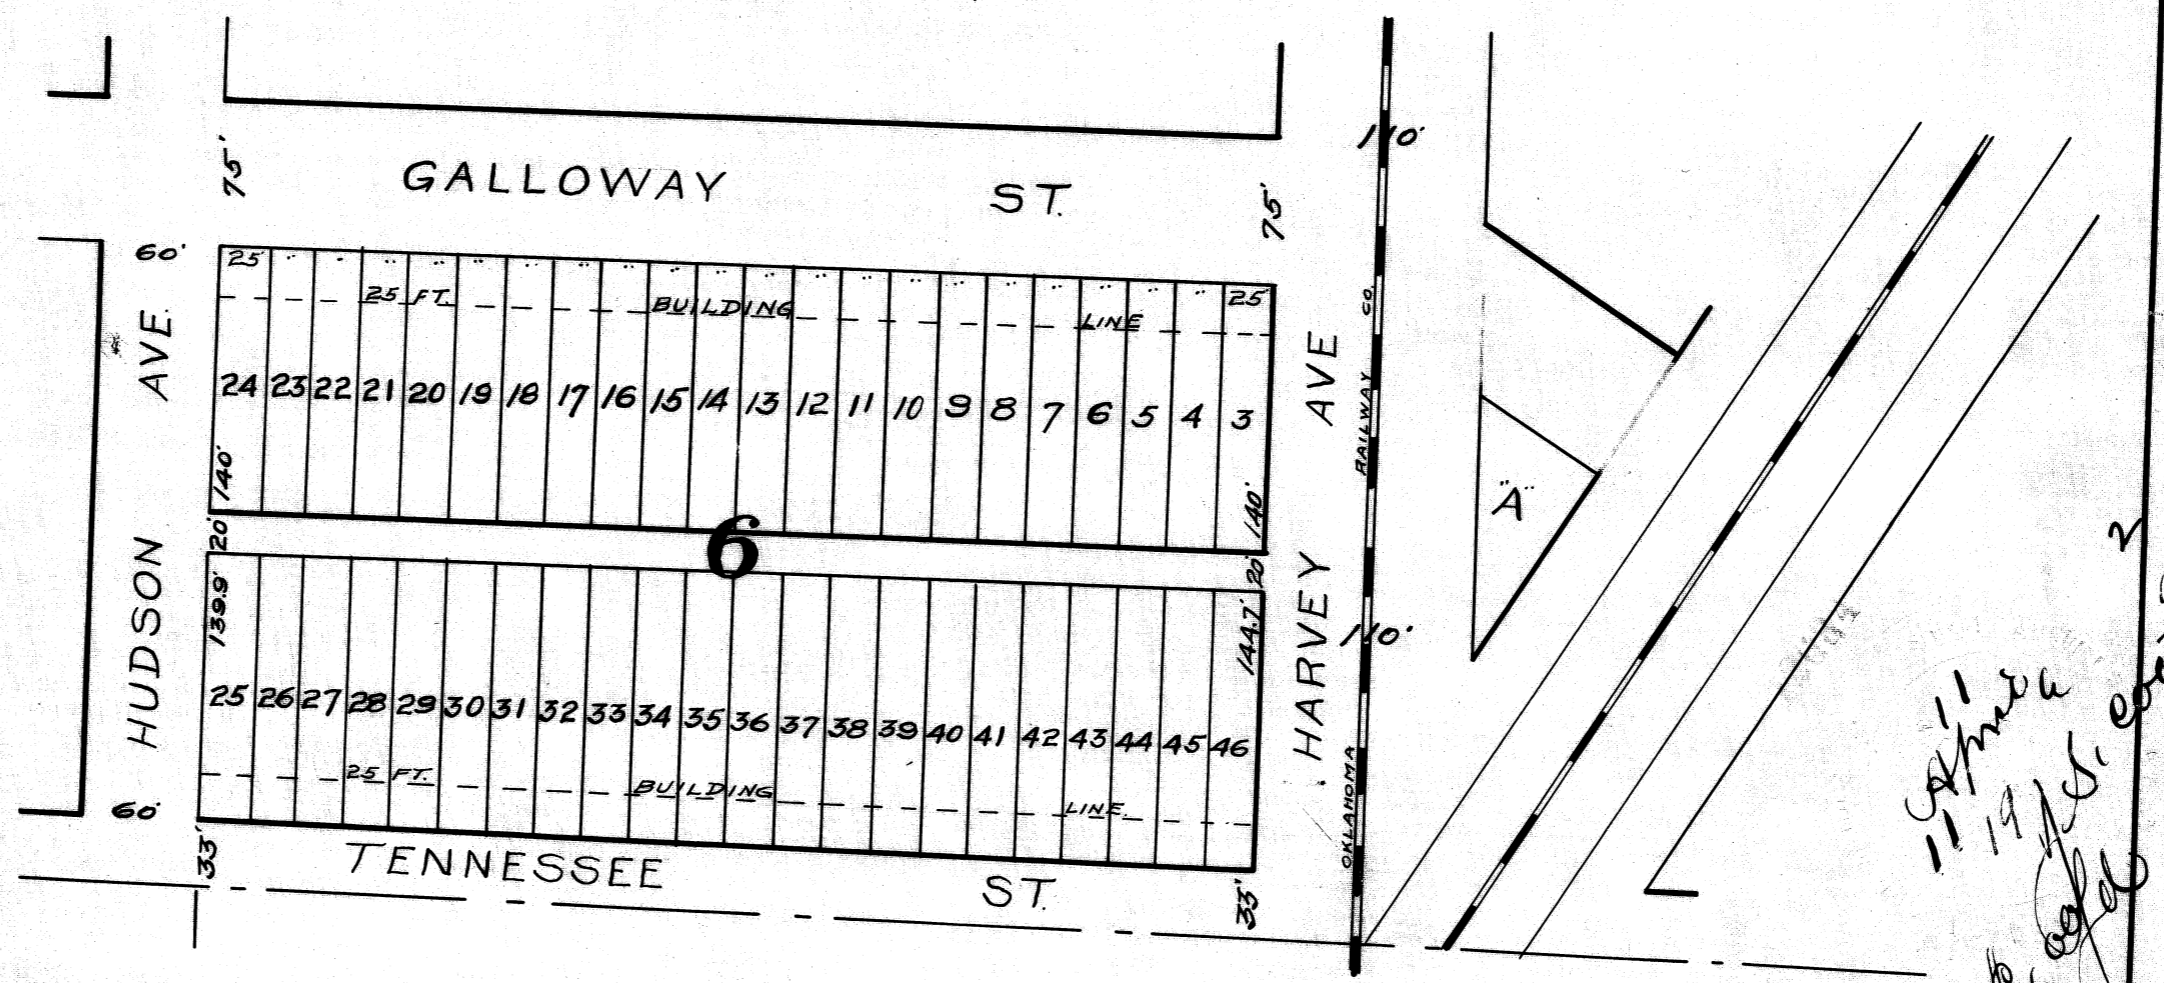 110'
75'
GALLOWAY ST.
75'
60'
25' " " " " " " " " " " " " " " " " " " " " 25'
25 FT. BUILDING LINE
24 23 22 21 20 19 18 17 16 15 14 13 12 11 10 9 8 7 6 5 4 3
140' 140'
20' 6 20'
139.9' 144.7'
25 26 27 28 29 30 31 32 33 34 35 36 37 38 39 40 41 42 43 44 45 46
25 FT. BUILDING LINE.
60'
33'
TENNESSEE ST.
33'
HUDSON AVE.
HARVEY AVE
110'
OKLAHOMA RAILWAY CO.
"A"
2
11
11
19